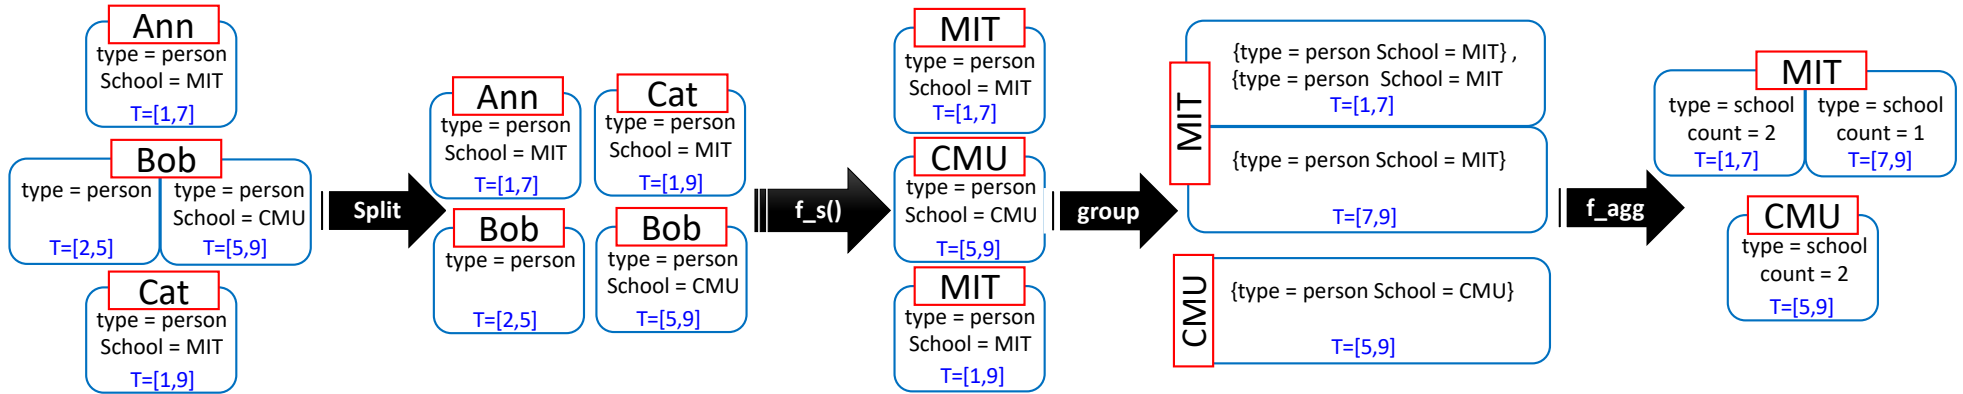 Ann
type = person
School = MIT
T=[1,7]
Bob
type = person
T=[2,5]
type = person
School = CMU
T=[5,9]
Cat
type = person
School = MIT
T=[1,9]
Split
Ann
type = person
School = MIT
T=[1,7]
Cat
type = person
School = MIT
T=[1,9]
Bob
type = person
T=[2,5]
Bob
type = person
School = CMU
T=[5,9]
f_s()
MIT
type = person
School = MIT
T=[1,7]
CMU
type = person
School = CMU
T=[5,9]
MIT
type = person
School = MIT
T=[1,9]
group
MIT
{type = person School = MIT} ,
{type = person School = MIT
T=[1,7]
{type = person School = MIT}
T=[7,9]
CMU
{type = person School = CMU}
T=[5,9]
f_agg
MIT
type = school
count = 2
T=[1,7]
type = school
count = 1
T=[7,9]
CMU
type = school
count = 2
T=[5,9]